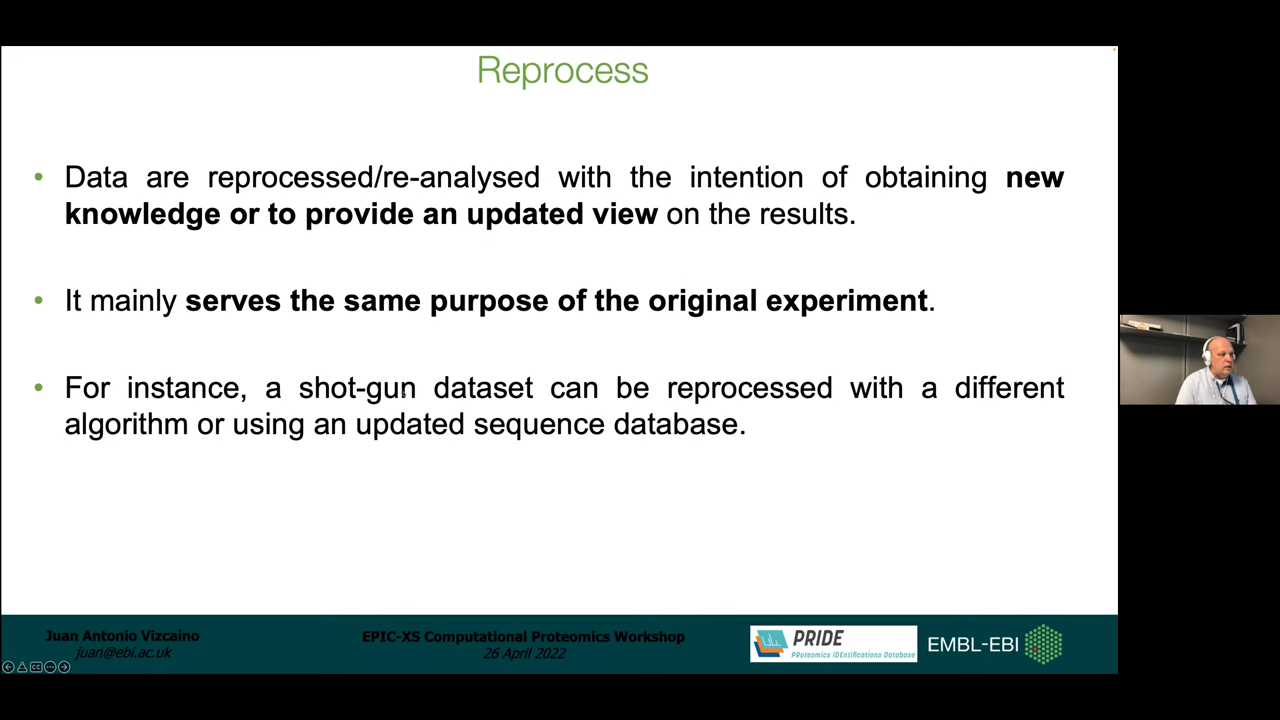 Reprocess
• Data are reprocessed/re-analysed with the intention of obtaining new
knowledge or to provide an updated view on the results.
• It mainly serves the same purpose of the original experiment.
• For instance, a shot-gun dataset can be reprocessed with a different
algorithm or using an updated sequence database.
Juan Antonio Vizcaíno
juan@ebi.ac.uk
EPIC-XS Computational Proteomics Workshop
26 April 2022
PRIDE
PRoteomics IDEntifications Database
EMBL-EBI